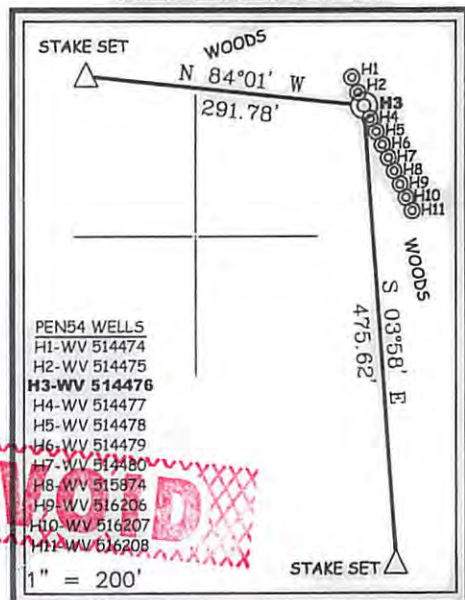 STAKE SET
WOODS
N 84°01' W
291.78'
H1
H2
H3
H4
H5
H6
H7
H8
H9
H10
H11
WOODS
S 03°58' E
475.62'
PEN54 WELLS
H1-WV 514474
H2-WV 514475
H3-WV 514476
H4-WV 514477
H5-WV 514478
H6-WV 514479
H7-WV 514480
H8-WV 515874
H9-WV 516206
H10-WV 516207
H11-WV 516208
VOID
STAKE SET
1" = 200'